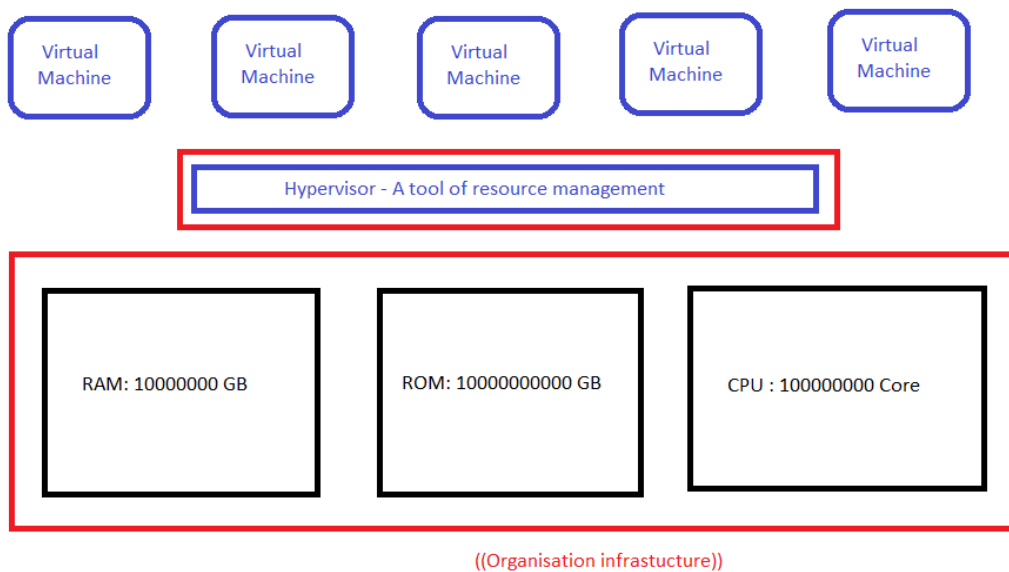 Virtual
Machine
Virtual
Machine
Virtual
Machine
Virtual
Machine
Virtual
Machine
Hypervisor - A tool of resource management
RAM: 10000000 GB
ROM: 10000000000 GB
CPU : 100000000 Core
((Organisation infrastucture))